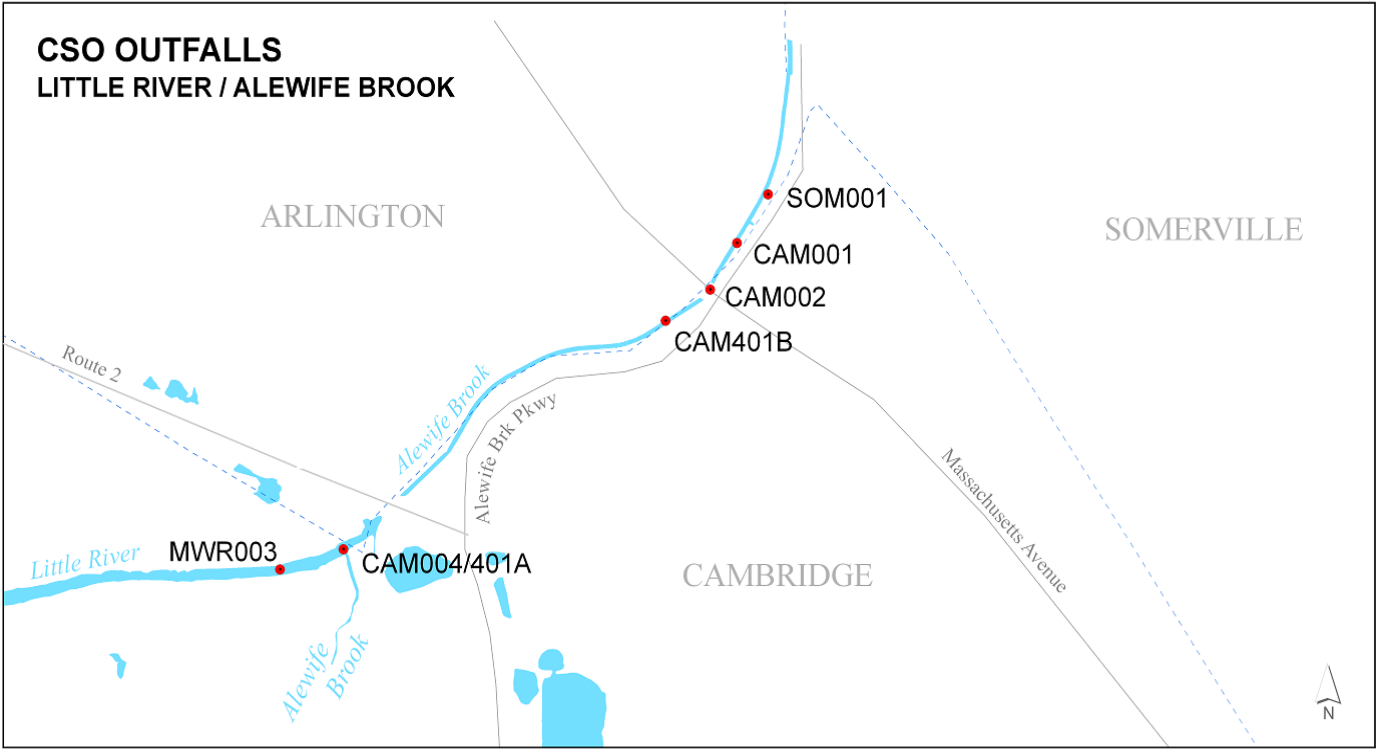 CSO OUTFALLS
LITTLE RIVER / ALEWIFE BROOK
SOM001
ARLINGTON
SOMERVILLE
CAM001
CAM002
CAM401B
Route 2
Alewife Brook
Alewife Brk Pkwy
Massachusetts Avenue
Little River
MWR003
CAM004/401A
CAMBRIDGE
Alewife
Brook
N